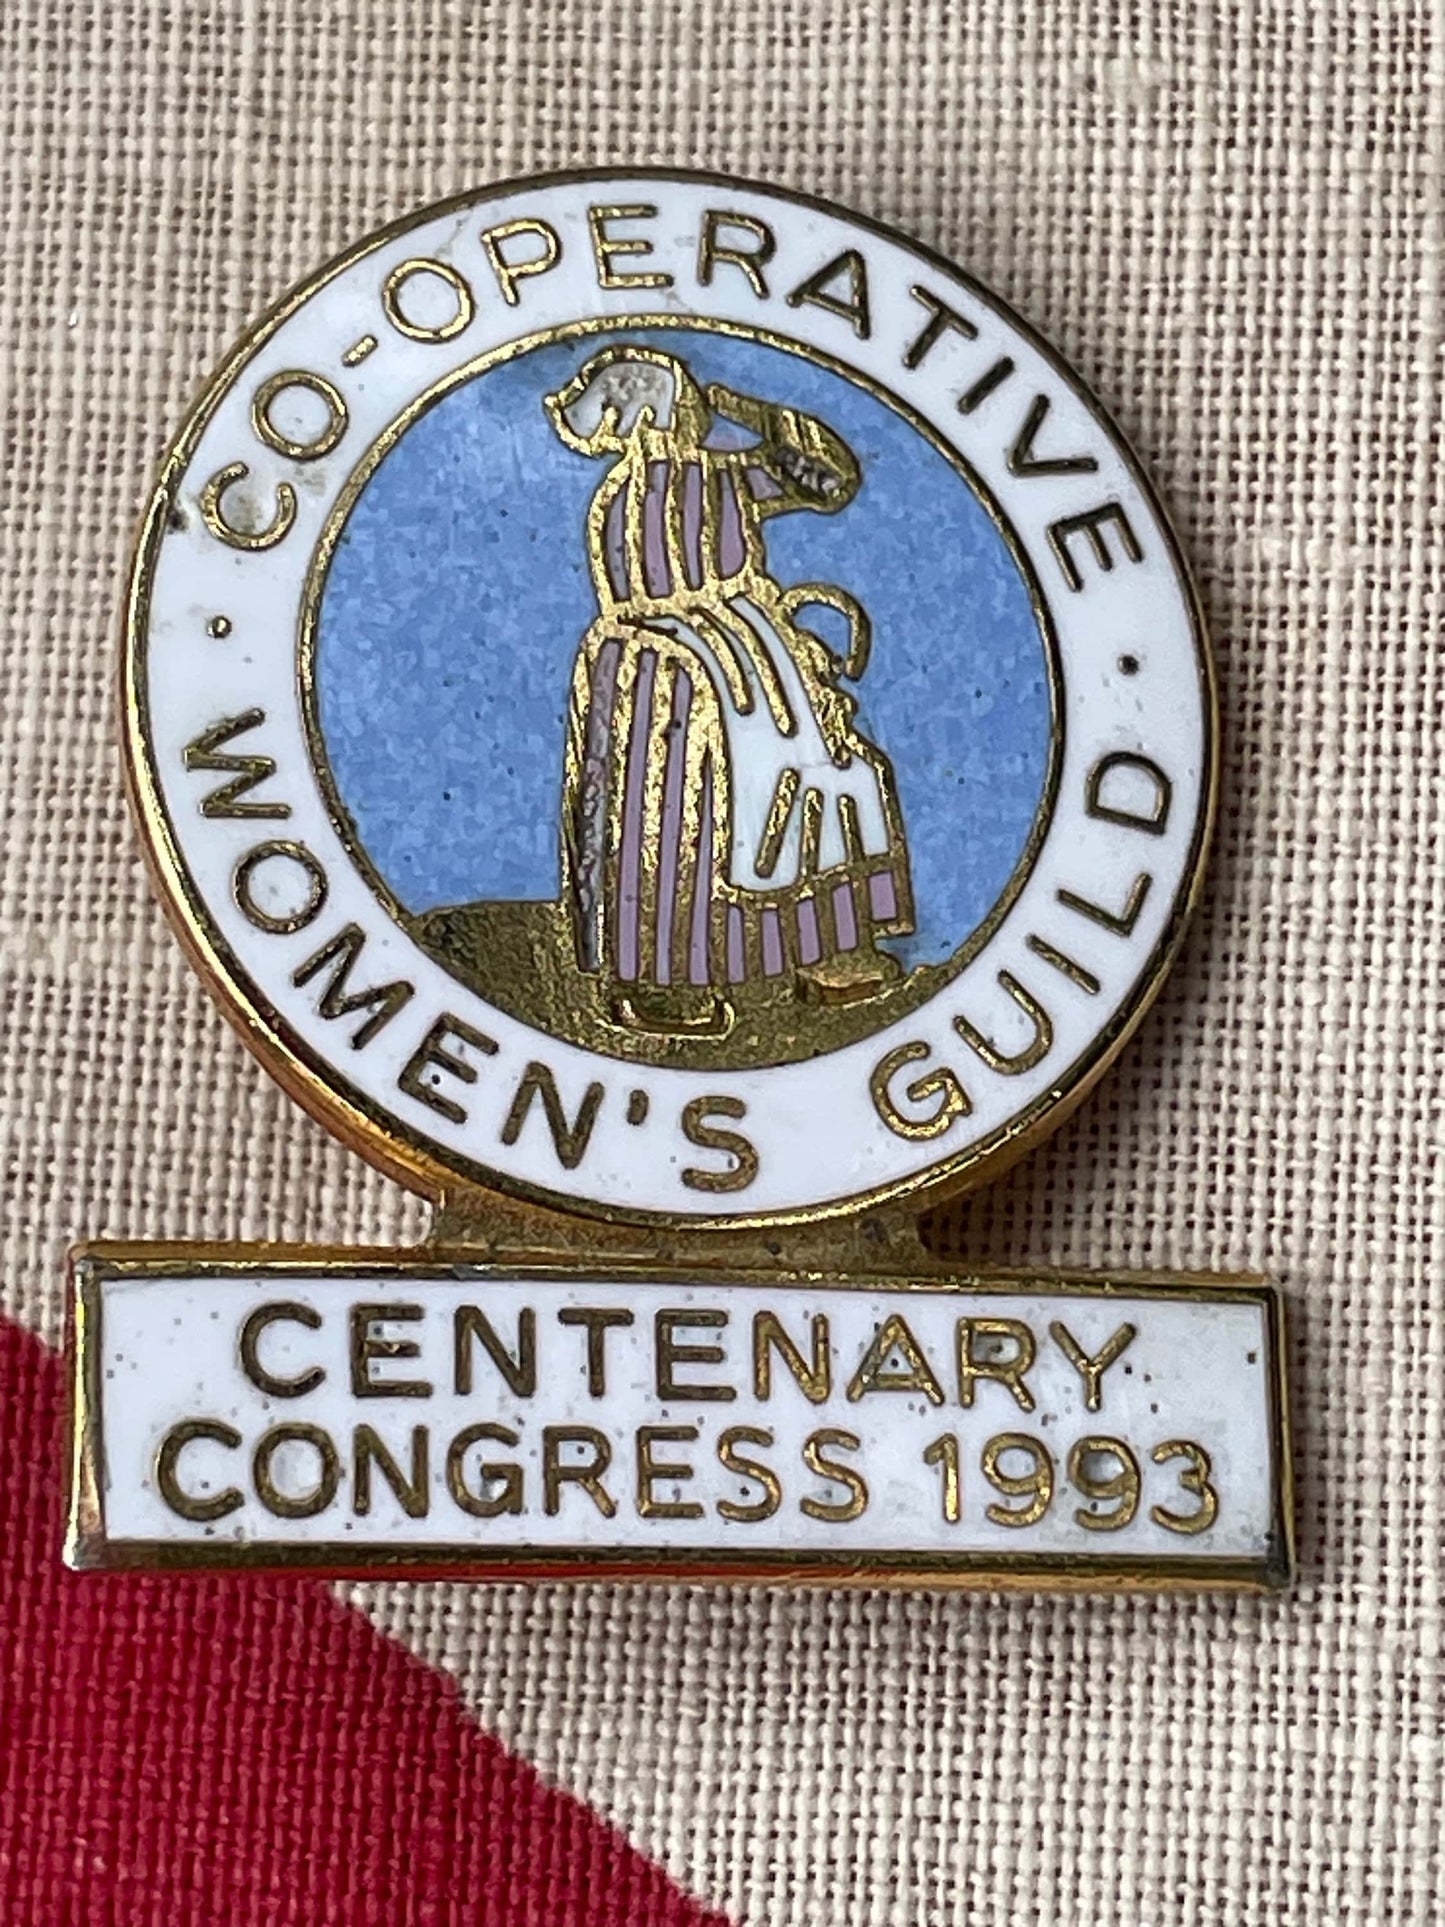 · CO-OPERATIVE ·
WOMEN'S GUILD
CENTENARY
CONGRESS 1993